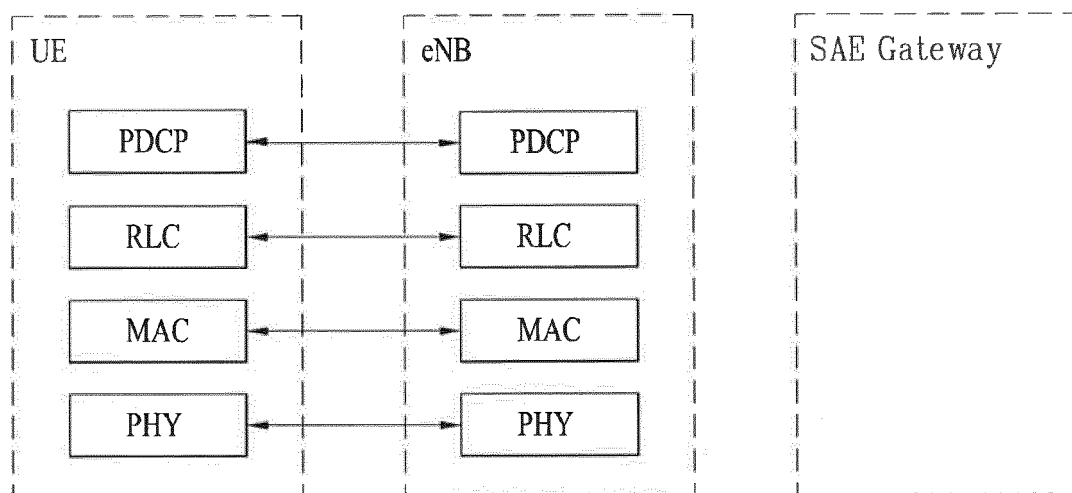 UE
eNB
SAE Gateway
PDCP
PDCP
RLC
RLC
MAC
MAC
PHY
PHY